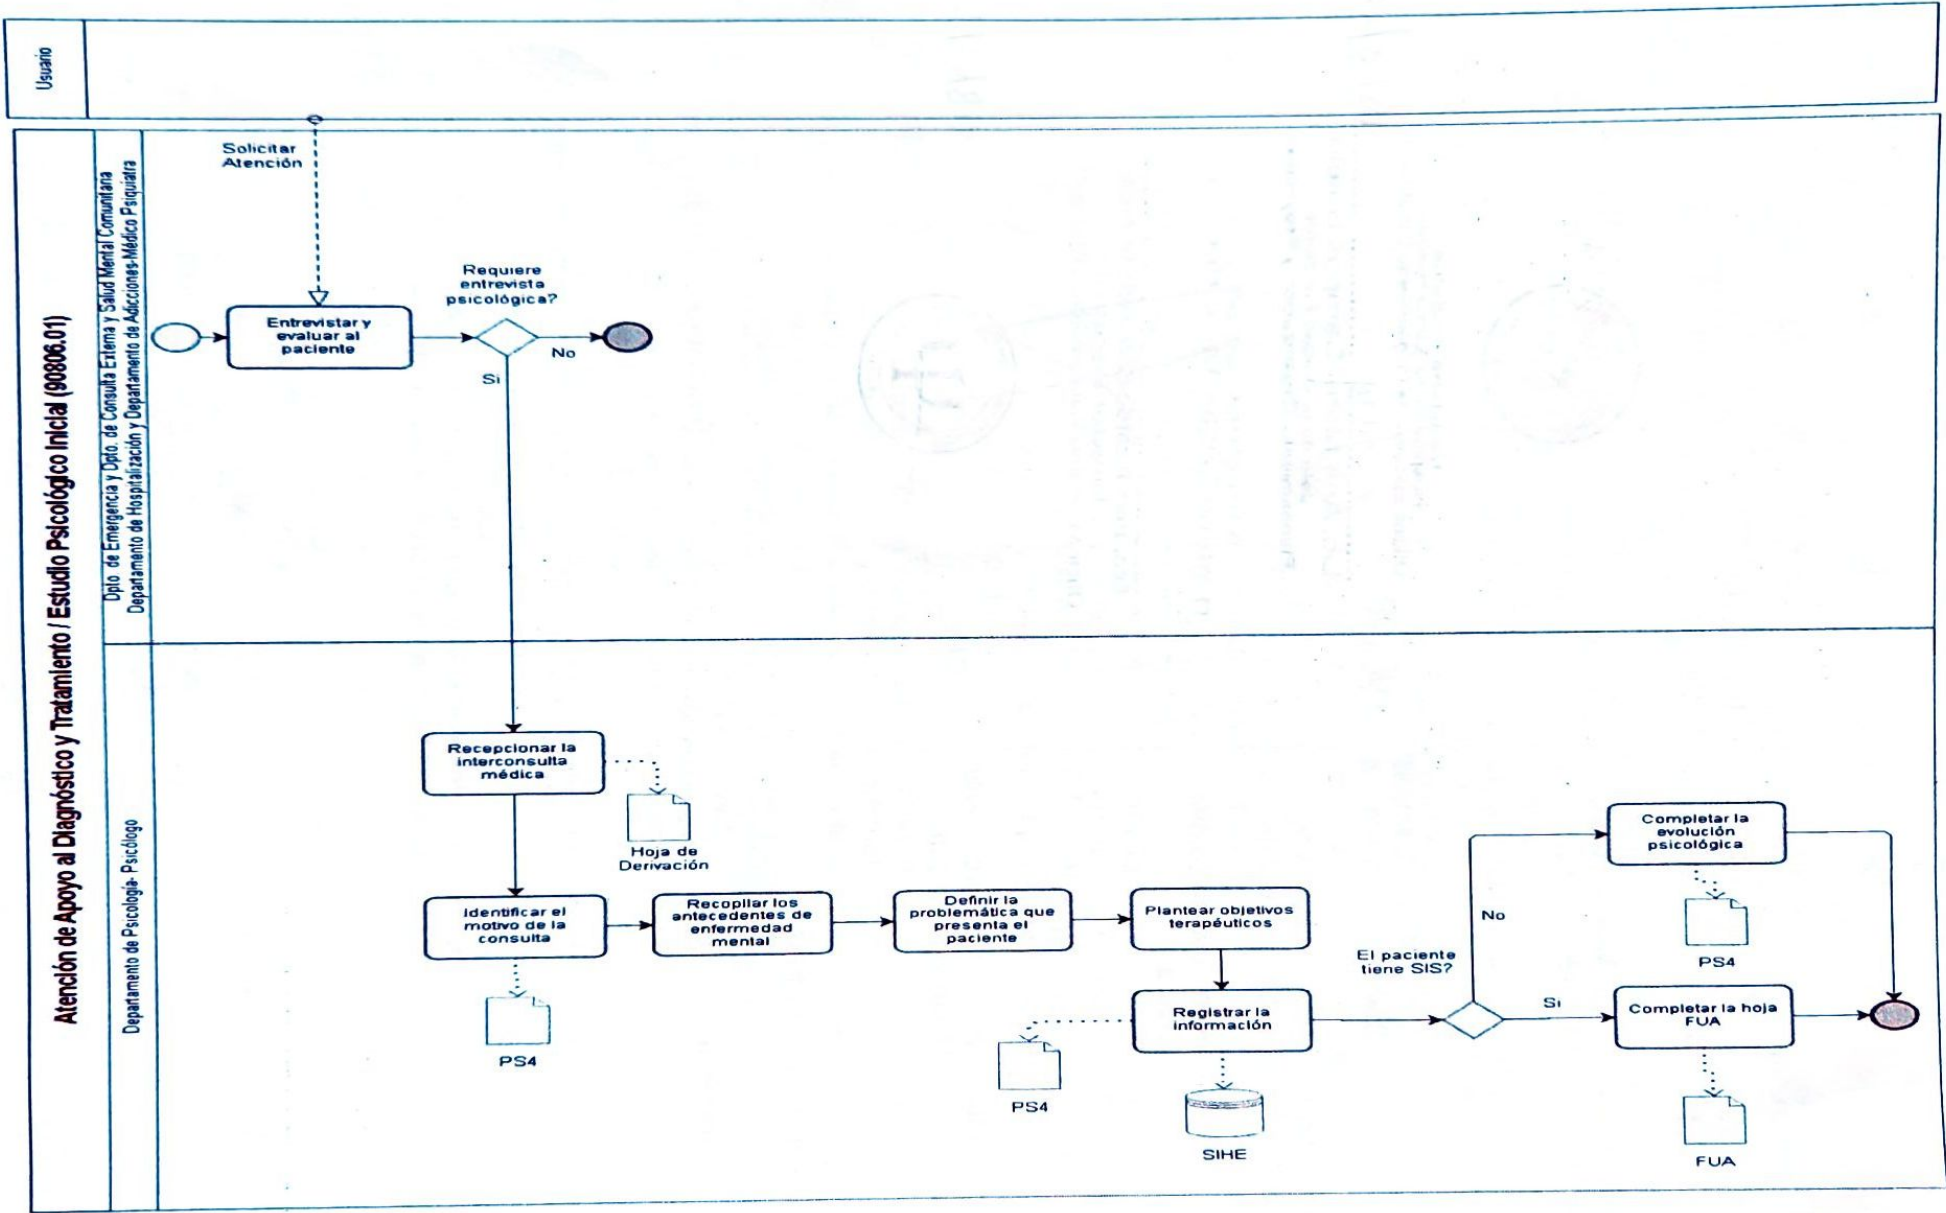 Usuario
Atención de Apoyo al Diagnóstico y Tratamiento / Estudio Psicológico Inicial (90806.01)
Dpto. de Emergencia y Dpto. de Consulta Externa y Salud Mental Comunitaria
Departamento de Hospitalización y Departamento de Adicciones-Médico Psiquiatra
Solicitar
Atención
Entrevistar y
evaluar al
paciente
Requiere
entrevista
psicológica?
No
Si
Departamento de Psicología- Psicólogo
Recepcionar la
interconsulta
médica
Hoja de
Derivación
Identificar el
motivo de la
consulta
PS4
Recopilar los
antecedentes de
enfermedad
mental
Definir la
problemática que
presenta el
paciente
Plantear objetivos
terapéuticos
Registrar la
información
PS4
SIHE
El paciente
tiene SIS?
No
Si
Completar la
evolución
psicológica
PS4
Completar la hoja
FUA
FUA